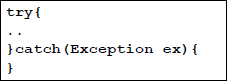 try{
..
}catch(Exception ex){
}